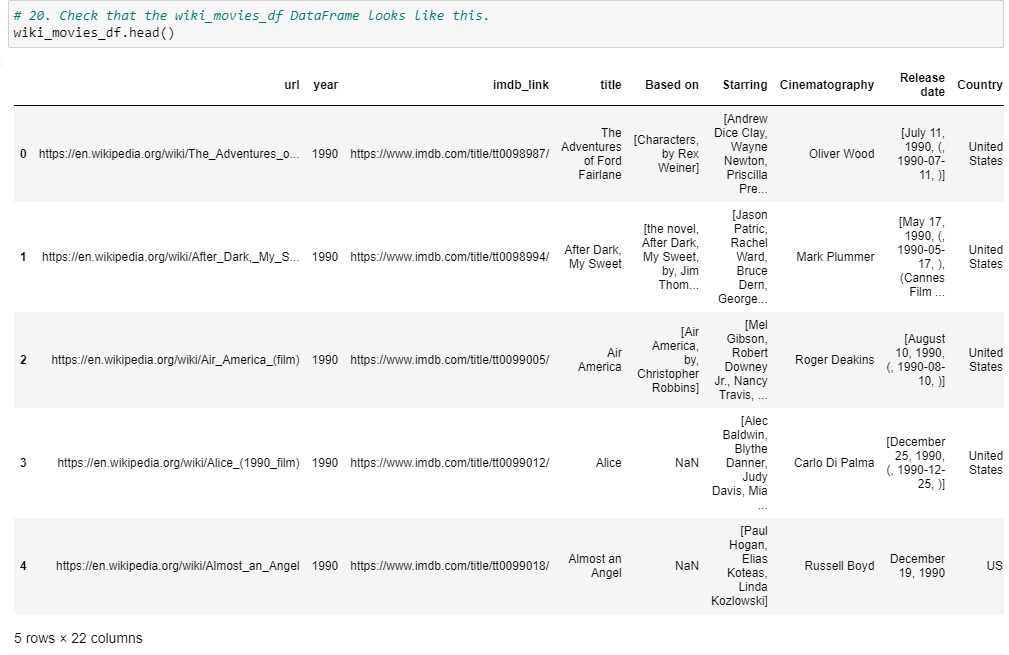 # 20. Check that the wiki_movies_df DataFrame Looks Like this.
wiki_movies_df.head()
url year imdb_link title Based on Starring Cinematography Release date Country
0 https://en.wikipedia.org/wiki/The_Adventures_o... 1990 https://www.imdb.com/title/tt0098987/ The Adventures of Ford Fairlane [Characters, by Rex Weiner] [Andrew Dice Clay, Wayne Newton, Priscilla Pre... Oliver Wood [July 11, 1990, (, 1990-07-11, )] United States
1 https://en.wikipedia.org/wiki/After_Dark,_My_S... 1990 https://www.imdb.com/title/tt0098994/ After Dark, My Sweet [the novel, After Dark, My Sweet, by, Jim Thom... [Jason Patric, Rachel Ward, Bruce Dern, George... Mark Plummer [May 17, 1990, (, 1990-05-17, ), (Cannes Film ... United States
2 https://en.wikipedia.org/wiki/Air_America_(film) 1990 https://www.imdb.com/title/tt0099005/ Air America [Air America, by, Christopher Robbins] [Mel Gibson, Robert Downey Jr., Nancy Travis, ... Roger Deakins [August 10, 1990, (, 1990-08-10, )] United States
3 https://en.wikipedia.org/wiki/Alice_(1990_film) 1990 https://www.imdb.com/title/tt0099012/ Alice NaN [Alec Baldwin, Blythe Danner, Judy Davis, Mia ... Carlo Di Palma [December 25, 1990, (, 1990-12-25, )] United States
4 https://en.wikipedia.org/wiki/Almost_an_Angel 1990 https://www.imdb.com/title/tt0099018/ Almost an Angel NaN [Paul Hogan, Elias Koteas, Linda Kozlowski] Russell Boyd December 19, 1990 US
5 rows × 22 columns